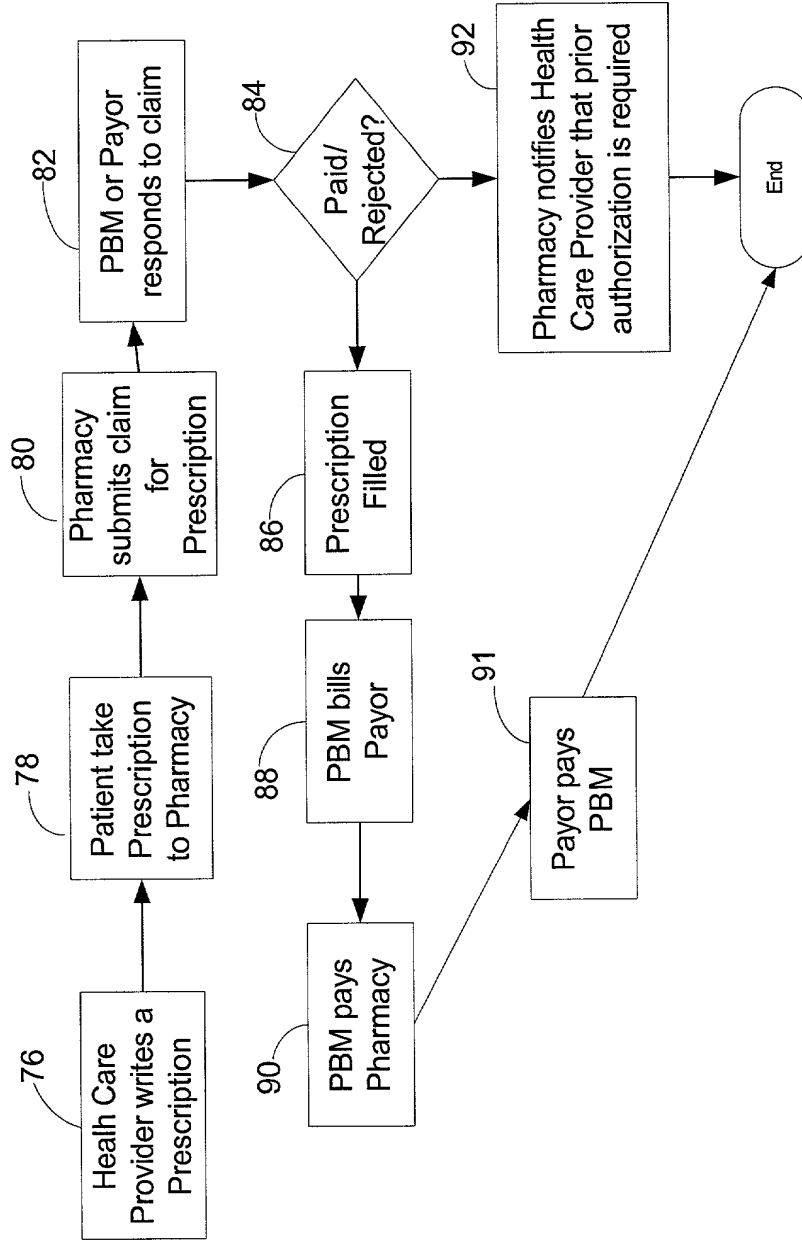 76
Healh Care
Provider writes a
Prescription
78
Patient take
Prescription
to Pharmacy
80
Pharmacy
submits claim
for
Prescription
82
PBM or Payor
responds to claim
84
Paid/
Rejected?
86
Prescription
Filled
88
PBM bills
Payor
90
PBM pays
Pharmacy
91
Payor pays
PBM
92
Pharmacy notifies Health
Care Provider that prior
authorization is required
End